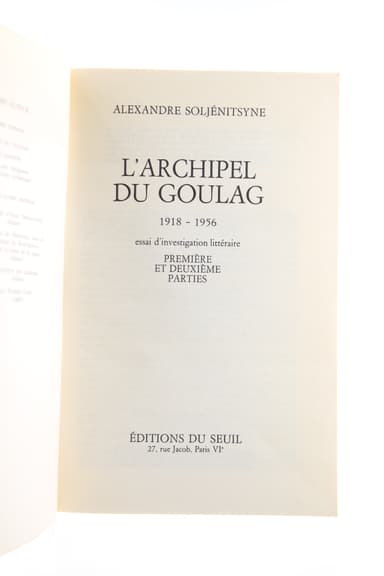 ALEXANDRE SOLJÉNITSYNE
L'ARCHIPEL
DU GOULAG
1918 - 1956
essai d'investigation littéraire
PREMIÈRE
ET DEUXIÈME
PARTIES
ÉDITIONS DU SEUIL
27, rue Jacob, Paris VIᵉ